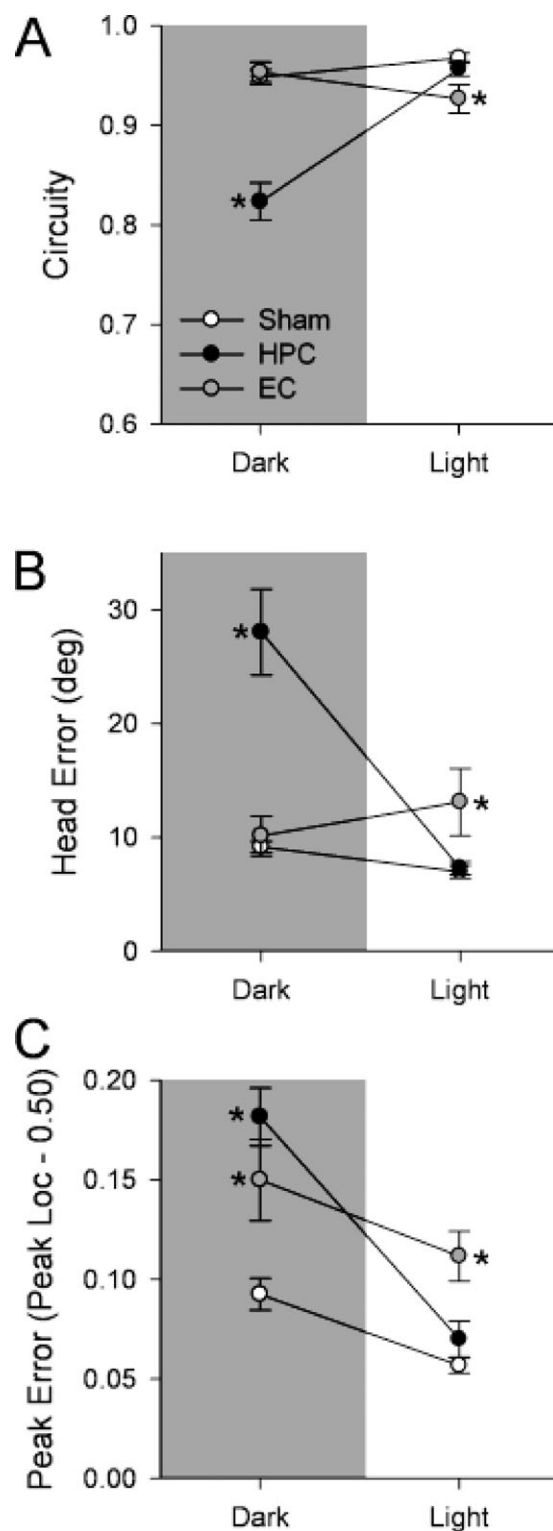 A
Circuity
1.0
0.9
0.8
0.7
0.6
*
*
Sham
HPC
EC
Dark Light
B
Head Error (deg)
30
20
10
0
*
*
Dark Light
C
Peak Error (Peak Loc - 0.50)
0.20
0.15
0.10
0.05
0.00
*
*
*
Dark Light